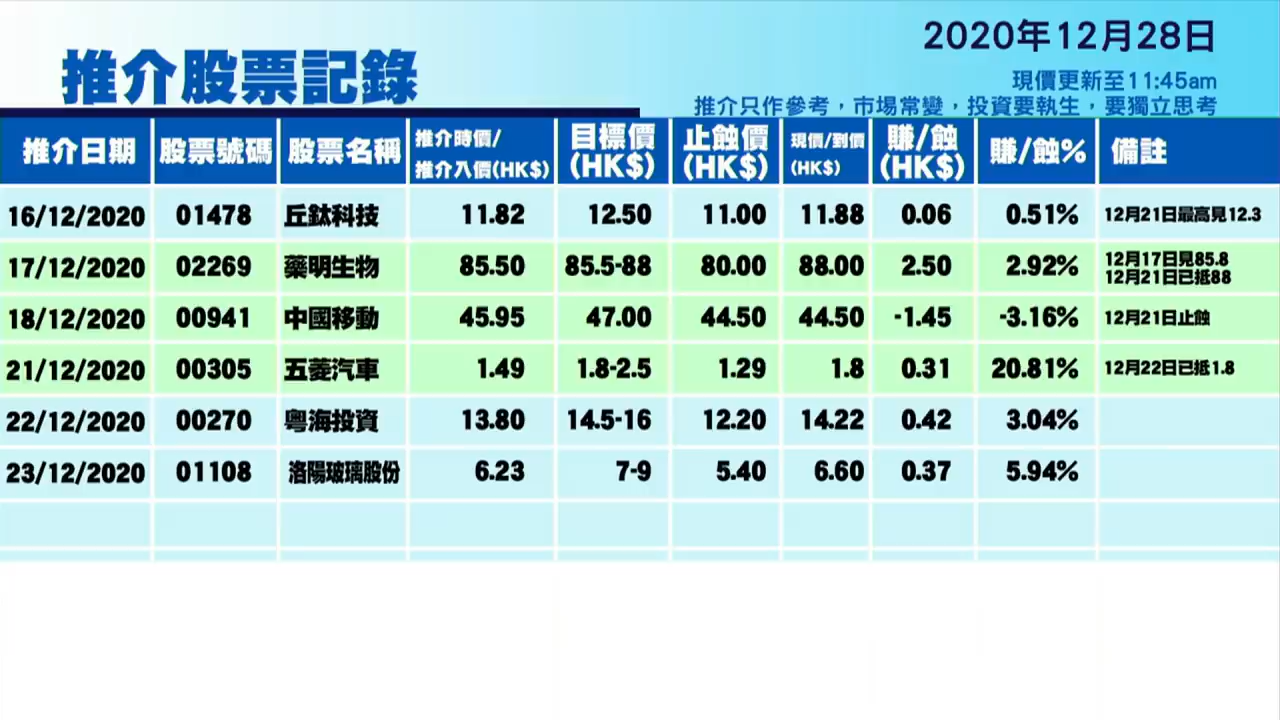 推介股票記錄
2020年12月28日
現價更新至11:45am
推介只作參考，市場常變，投資要執生，要獨立思考
推介日期 股票號碼 股票名稱 推介時價/推介入價(HK$) 目標價(HK$) 止蝕價(HK$) 現價/到價(HK$) 賺/蝕(HK$) 賺/蝕% 備註
16/12/2020 01478 丘鈦科技 11.82 12.50 11.00 11.88 0.06 0.51% 12月21日最高見12.3
17/12/2020 02269 藥明生物 85.50 85.5-88 80.00 88.00 2.50 2.92% 12月17日見85.8 12月21日已抵88
18/12/2020 00941 中國移動 45.95 47.00 44.50 44.50 -1.45 -3.16% 12月21日止蝕
21/12/2020 00305 五菱汽車 1.49 1.8-2.5 1.29 1.8 0.31 20.81% 12月22日已抵1.8
22/12/2020 00270 粵海投資 13.80 14.5-16 12.20 14.22 0.42 3.04%
23/12/2020 01108 洛陽玻璃股份 6.23 7-9 5.40 6.60 0.37 5.94%